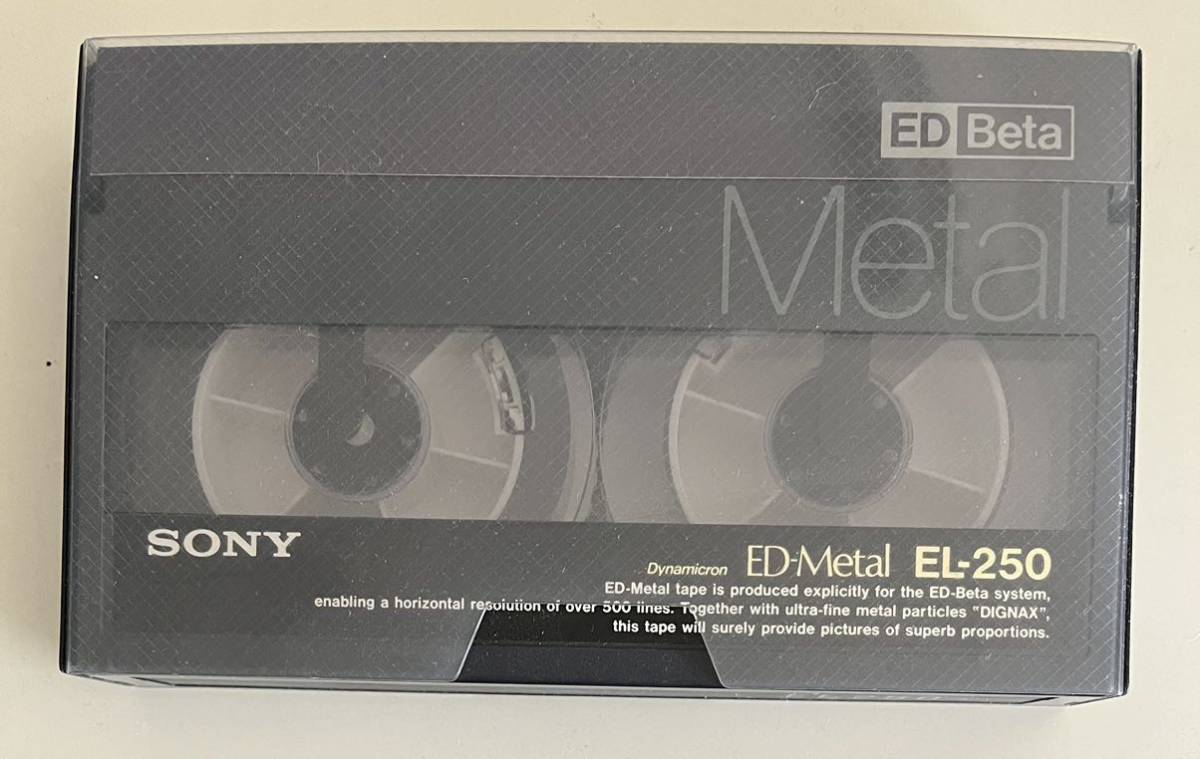 ED Beta
Metal
SONY
Dynamicron ED-Metal EL-250
ED-Metal tape is produced explicitly for the ED-Beta system,
enabling a horizontal resolution of over 500 lines. Together with ultra-fine metal particles "DIGNAX",
this tape will surely provide pictures of superb proportions.